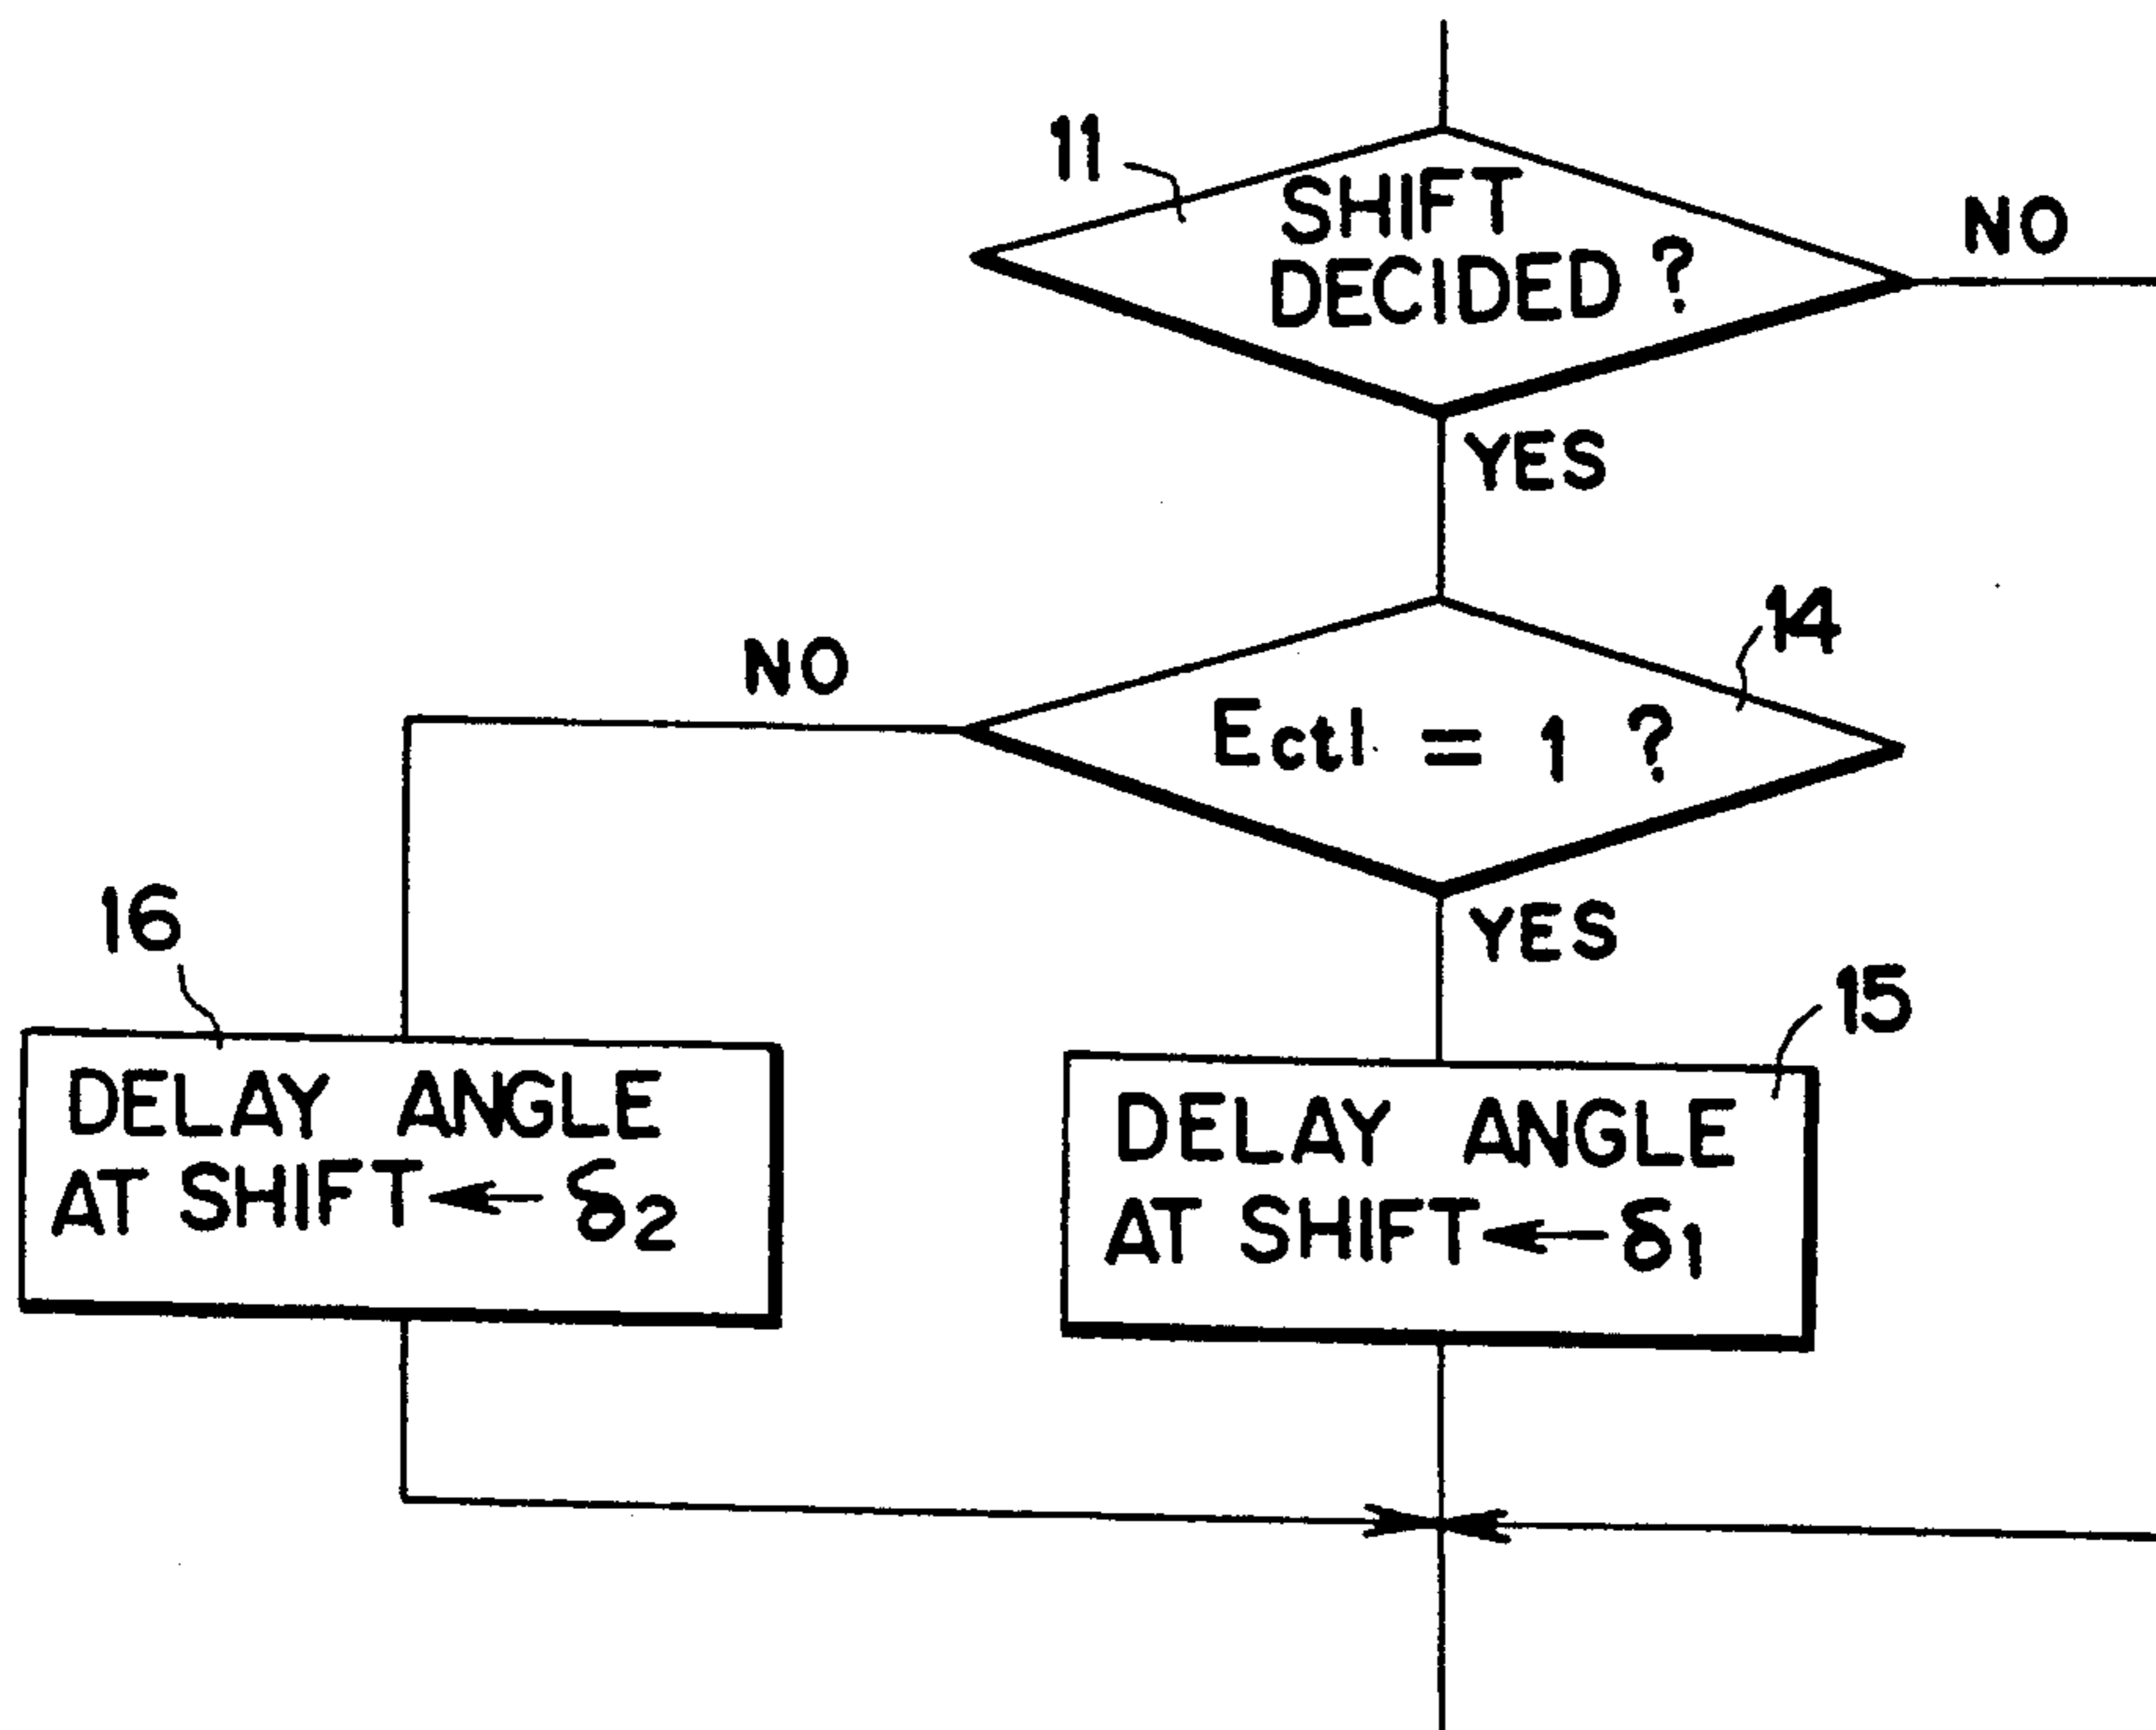 11
SHIFT
DECIDED ?
NO
YES
14
NO
Ectl = 1 ?
YES
16
15
DELAY ANGLE
AT SHIFT ← δ2
DELAY ANGLE
AT SHIFT ← δ1